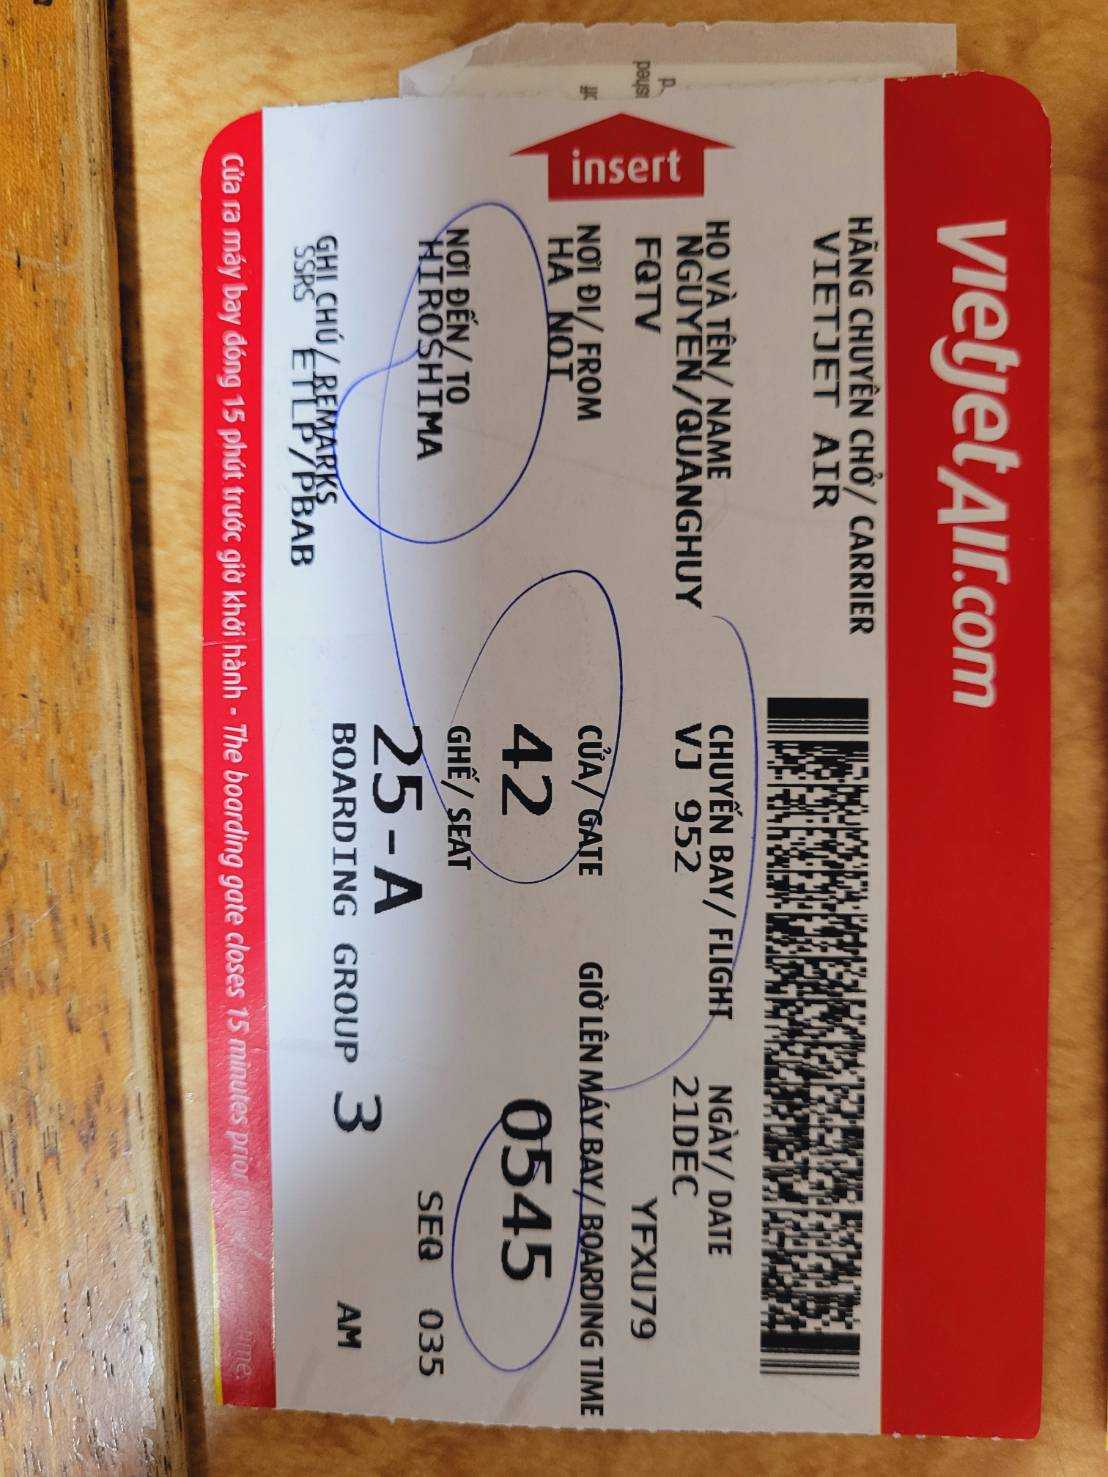 VietjetAir.com
HÃNG CHUYÊN CHỞ/ CARRIER
VIETJET AIR
HỌ VÀ TÊN/ NAME
NGUYEN/QUANGHUY
CHUYẾN BAY/ FLIGHT
VJ 952
NGÀY/ DATE
21DEC
FQTV
YFXU79
NƠI ĐI/ FROM
HA NOI
CỬA/ GATE
42
GIỜ LÊN MÁY BAY/ BOARDING TIME
0545
NƠI ĐẾN/ TO
HIROSHIMA
GHẾ/ SEAT
25-A
SEQ 035
GHI CHÚ/ REMARKS
SSRS ETLP/PBAB
BOARDING GROUP 3
AM
Cửa ra máy bay đóng 15 phút trước giờ khởi hành - The boarding gate closes 15 minutes prior
insert